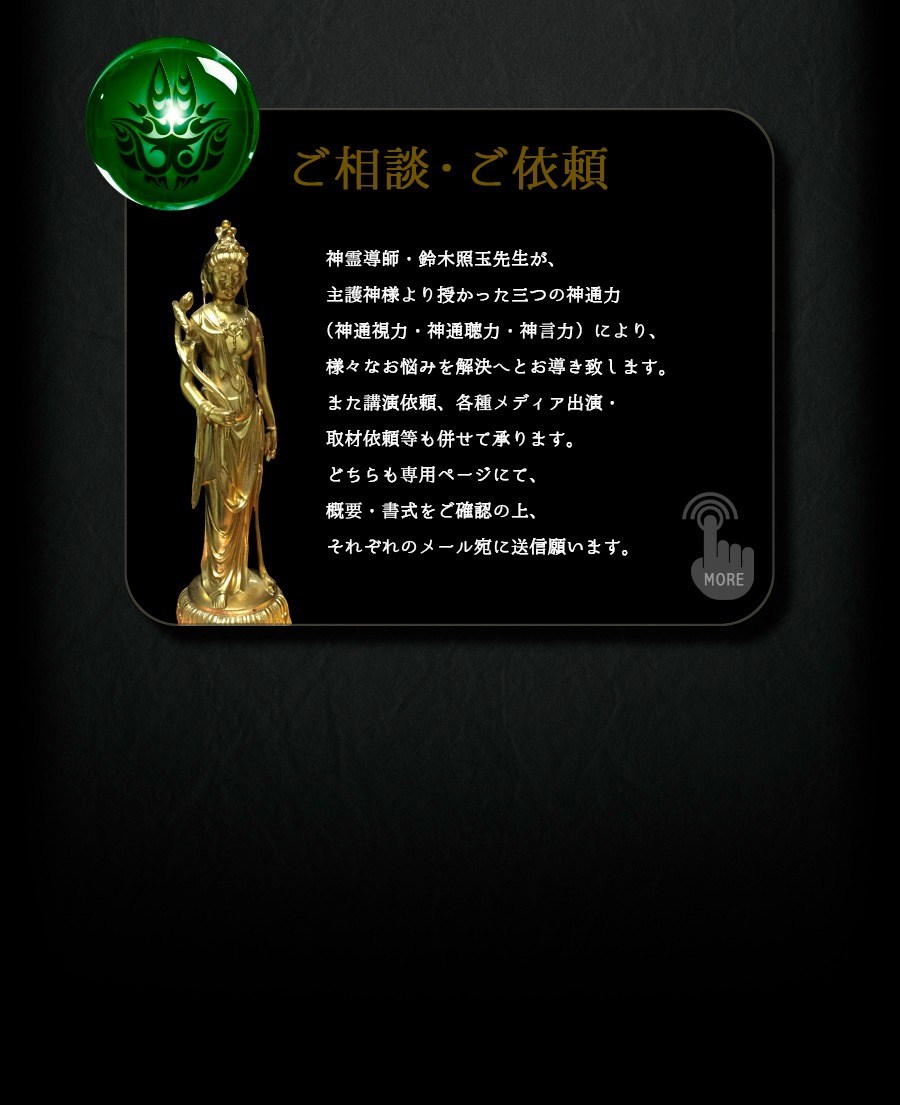 ご相談・ご依頼
神霊導師・鈴木照玉先生が、
主護神様より授かった三つの神通力
（神通視力・神通聴力・神言力）により、
様々なお悩みを解決へとお導き致します。
また講演依頼、各種メディア出演・
取材依頼等も併せて承ります。
どちらも専用ページにて、
概要・書式をご確認の上、
それぞれのメール宛に送信願います。
MORE